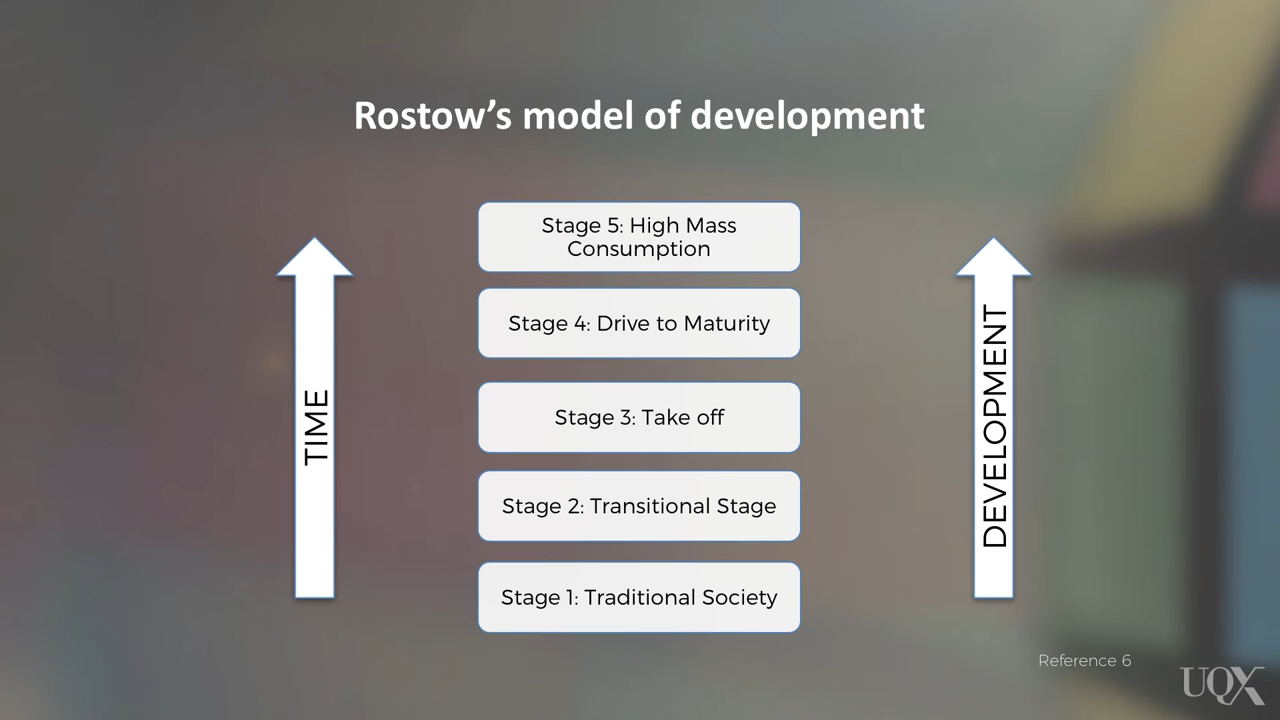 Rostow’s model of development
Stage 5: High Mass
Consumption
Stage 4: Drive to Maturity
Stage 3: Take off
Stage 2: Transitional Stage
Stage 1: Traditional Society
TIME
DEVELOPMENT
Reference 6
UQX